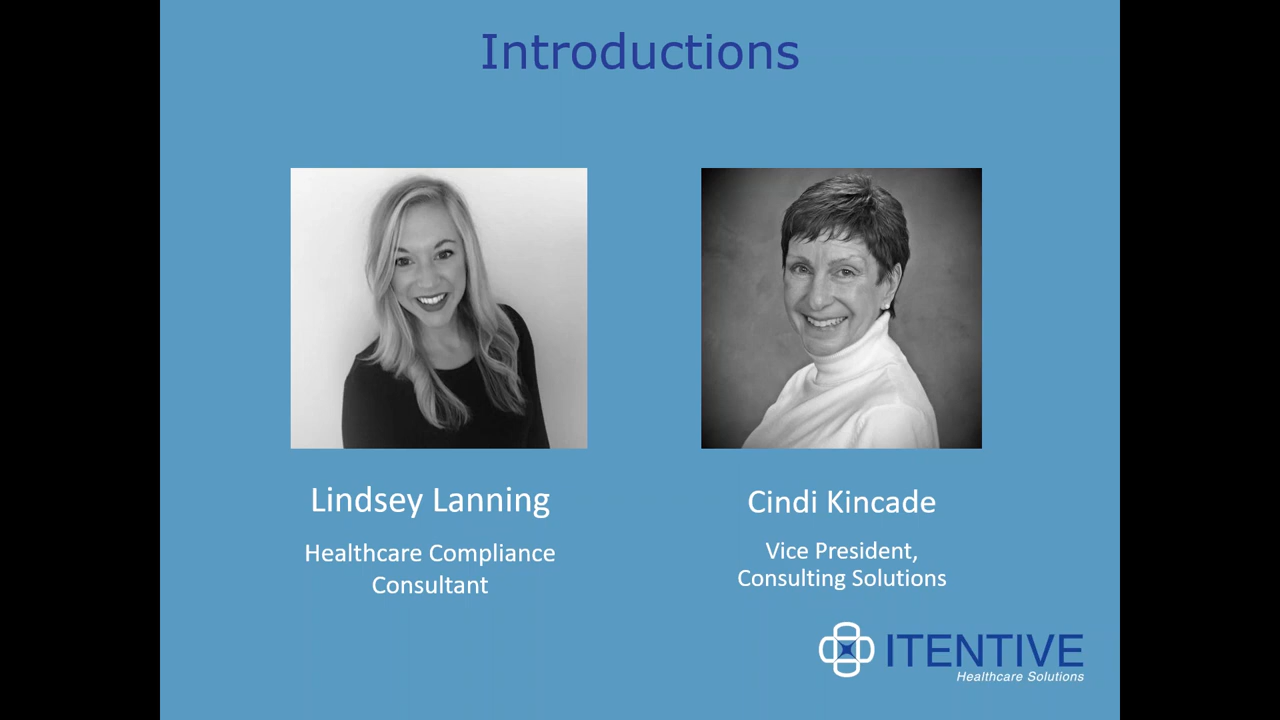 Introductions
Lindsey Lanning
Healthcare Compliance
Consultant
Cindi Kincade
Vice President,
Consulting Solutions
ITENTIVE
Healthcare Solutions